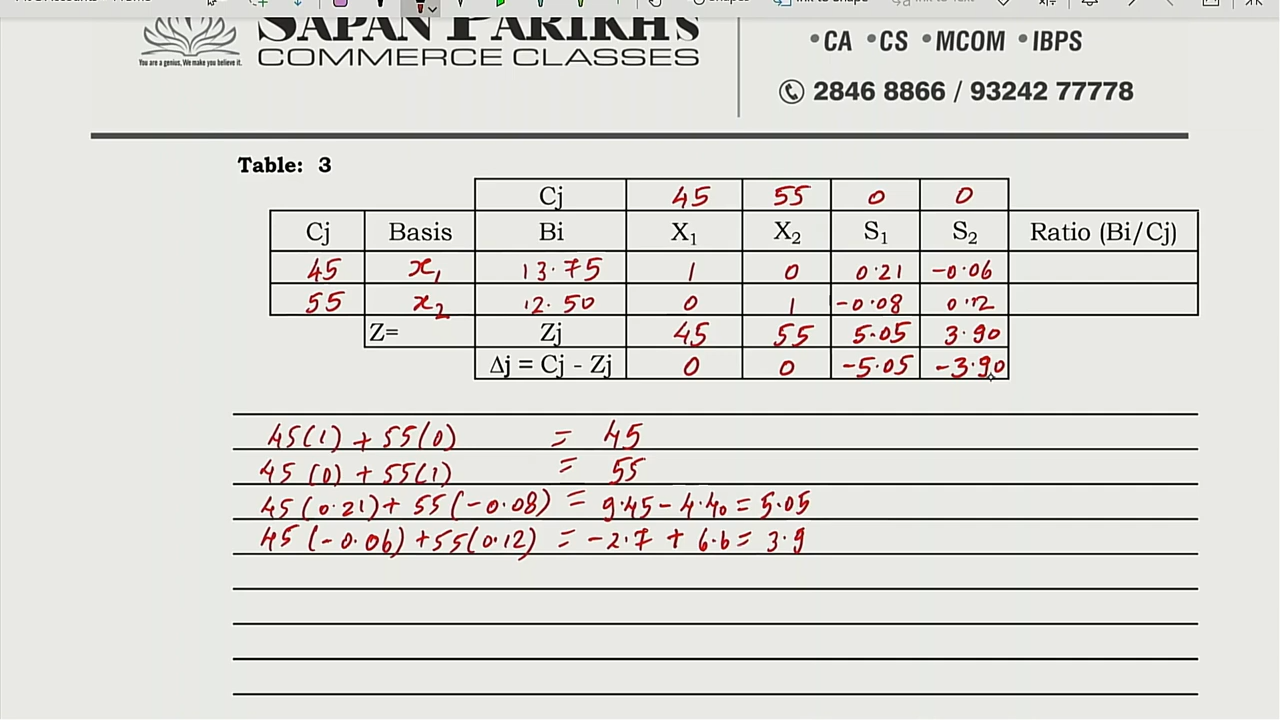 SAPAN PARIKH'S
COMMERCE CLASSES
You are a genius, We make you believe it.
•CA •CS •MCOM •IBPS
2846 8866 / 93242 77778
Table: 3
Cj 45 55 0 0
Cj Basis Bi X₁ X₂ S₁ S₂ Ratio (Bi/Cj)
45 x₁ 13.75 1 0 0.21 -0.06
55 x₂ 12.50 0 1 -0.08 0.12
Z= Zj 45 55 5.05 3.90
Δj = Cj - Zj 0 0 -5.05 -3.90
45(1) + 55(0) = 45
45 (0) + 55(1) = 55
45(0.21) + 55(-0.08) = 9.45 - 4.40 = 5.05
45 (-0.06) + 55(0.12) = -2.7 + 6.6 = 3.9